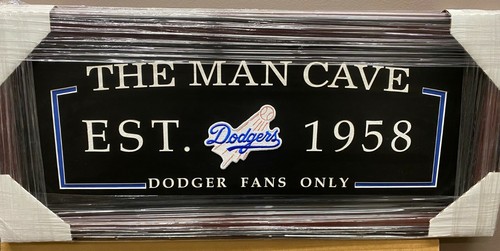 THE MAN CAVE
EST. Dodgers 1958
DODGER FANS ONLY